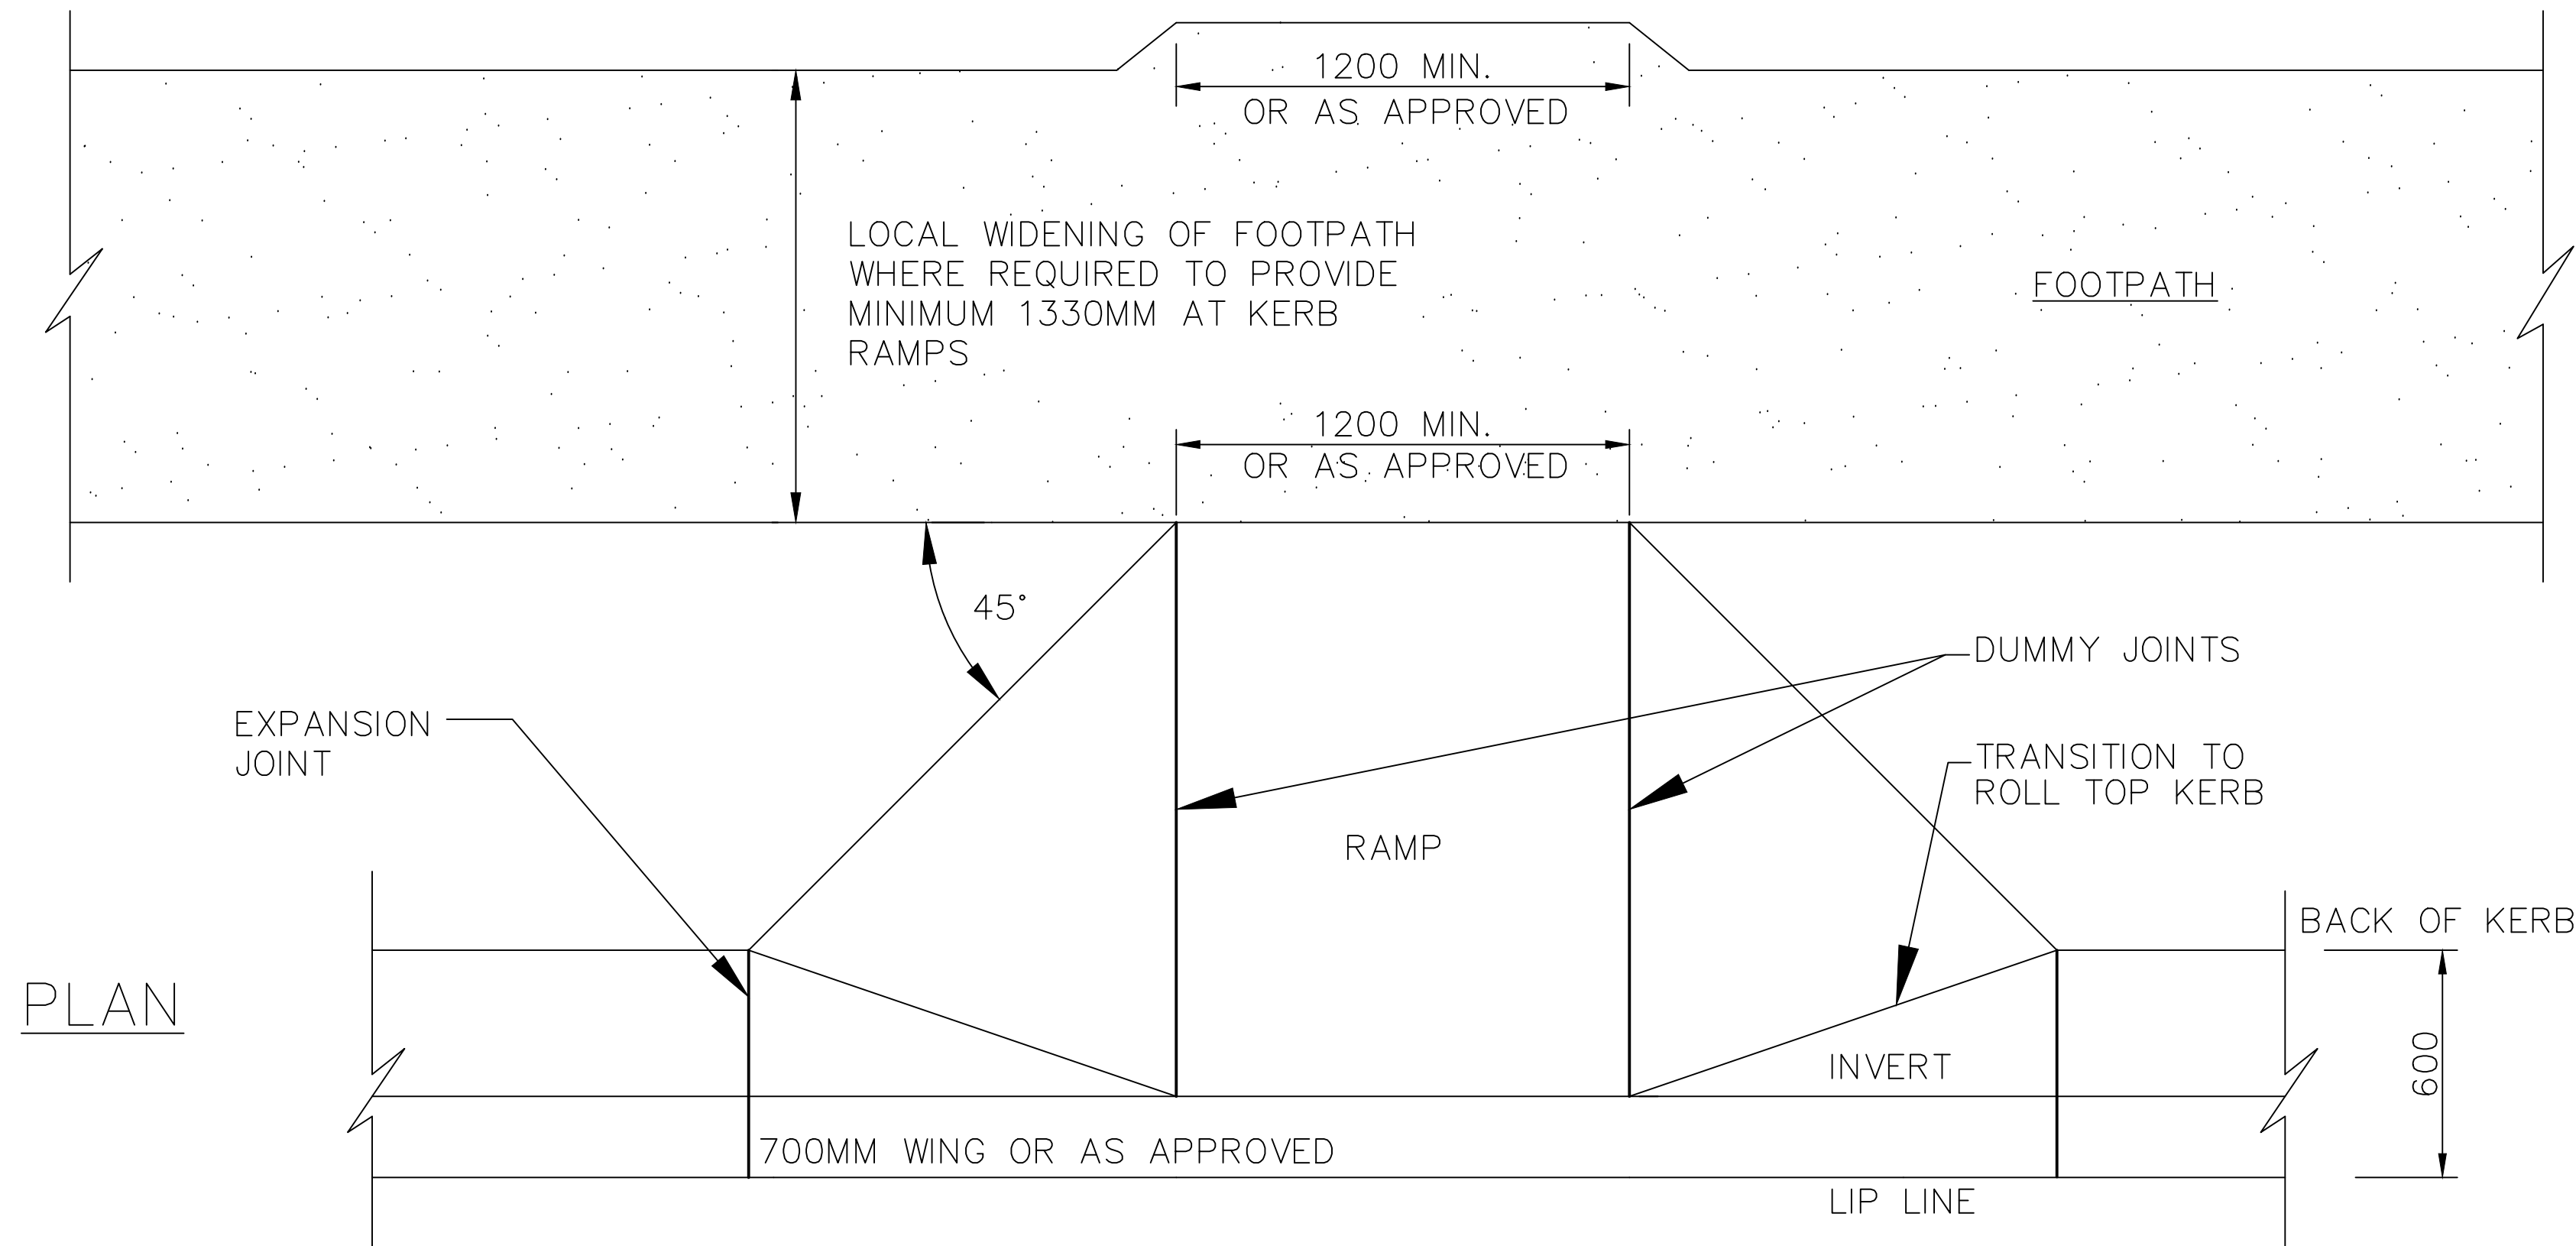 1200 MIN.
OR AS APPROVED
LOCAL WIDENING OF FOOTPATH
WHERE REQUIRED TO PROVIDE
MINIMUM 1330MM AT KERB
RAMPS
FOOTPATH
1200 MIN.
OR AS APPROVED
45°
DUMMY JOINTS
EXPANSION
JOINT
TRANSITION TO
ROLL TOP KERB
RAMP
BACK OF KERB
PLAN
600
INVERT
700MM WING OR AS APPROVED
LIP LINE